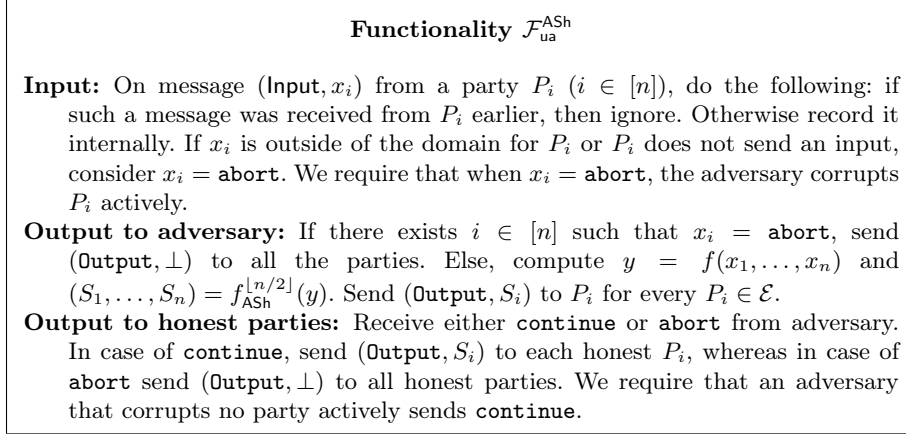 Functionality $\mathcal{F}_{\mathsf{ua}}^{\mathsf{ASh}}$
Input: On message (Input, $x_i$) from a party $P_i$ ($i \in [n]$), do the following: if
such a message was received from $P_i$ earlier, then ignore. Otherwise record it
internally. If $x_i$ is outside of the domain for $P_i$ or $P_i$ does not send an input,
consider $x_i = \texttt{abort}$. We require that when $x_i = \texttt{abort}$, the adversary corrupts
$P_i$ actively.
Output to adversary: If there exists $i \in [n]$ such that $x_i = \texttt{abort}$, send
(Output, $\bot$) to all the parties. Else, compute $y = f(x_1, \ldots, x_n)$ and
$(S_1, \ldots, S_n) = f_{\mathsf{ASh}}^{\lfloor n/2 \rfloor}(y)$. Send (Output, $S_i$) to $P_i$ for every $P_i \in \mathcal{E}$.
Output to honest parties: Receive either continue or abort from adversary.
In case of continue, send (Output, $S_i$) to each honest $P_i$, whereas in case of
abort send (Output, $\bot$) to all honest parties. We require that an adversary
that corrupts no party actively sends continue.